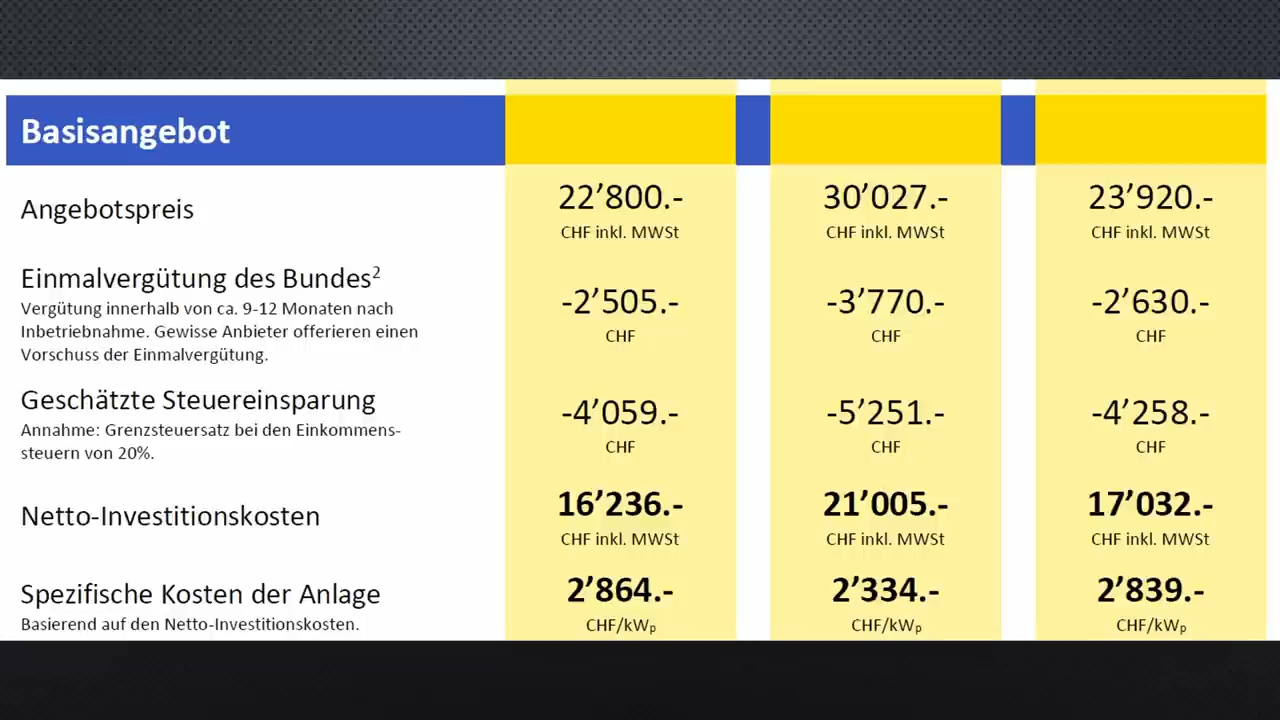 Basisangebot
Angebotspreis
22’800.-
30’027.-
23’920.-
CHF inkl. MWSt
CHF inkl. MWSt
CHF inkl. MWSt
Einmalvergütung des Bundes²
Vergütung innerhalb von ca. 9-12 Monaten nach
Inbetriebnahme. Gewisse Anbieter offerieren einen
Vorschuss der Einmalvergütung.
-2’505.-
-3’770.-
-2’630.-
CHF
CHF
CHF
Geschätzte Steuereinsparung
Annahme: Grenzsteuersatz bei den Einkommens-
steuern von 20%.
-4’059.-
-5’251.-
-4’258.-
CHF
CHF
CHF
Netto-Investitionskosten
16’236.-
21’005.-
17’032.-
CHF inkl. MWSt
CHF inkl. MWSt
CHF inkl. MWSt
Spezifische Kosten der Anlage
Basierend auf den Netto-Investitionskosten.
2’864.-
2’334.-
2’839.-
CHF/kWₚ
CHF/kWₚ
CHF/kWₚ